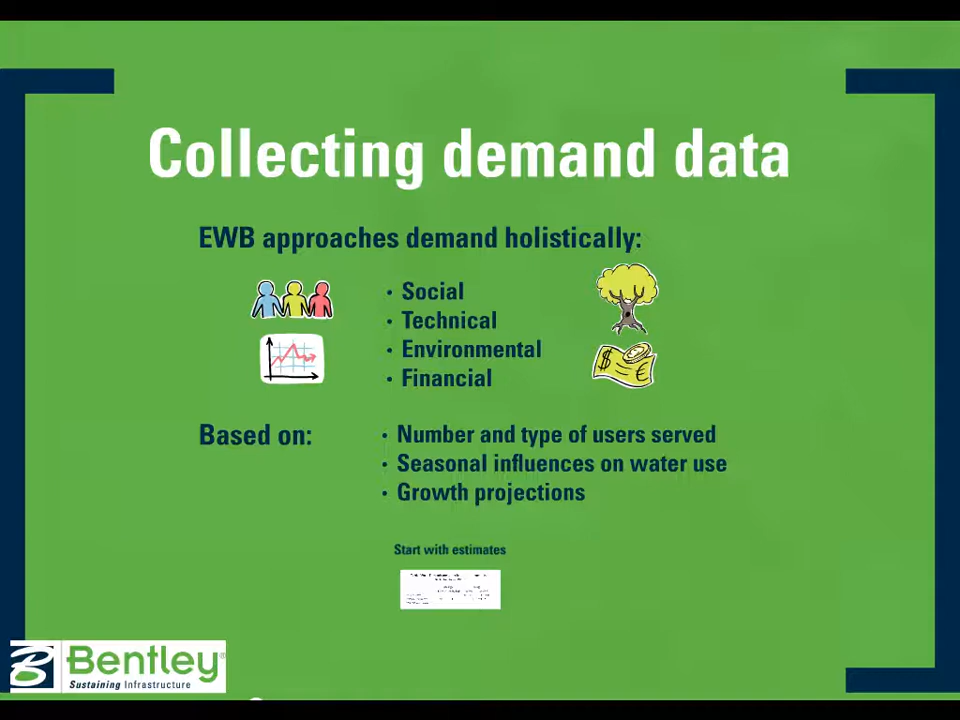 Collecting demand data
EWB approaches demand holistically:
• Social
• Technical
• Environmental
• Financial
Based on:
• Number and type of users served
• Seasonal influences on water use
• Growth projections
Start with estimates
Bentley®
Sustaining Infrastructure